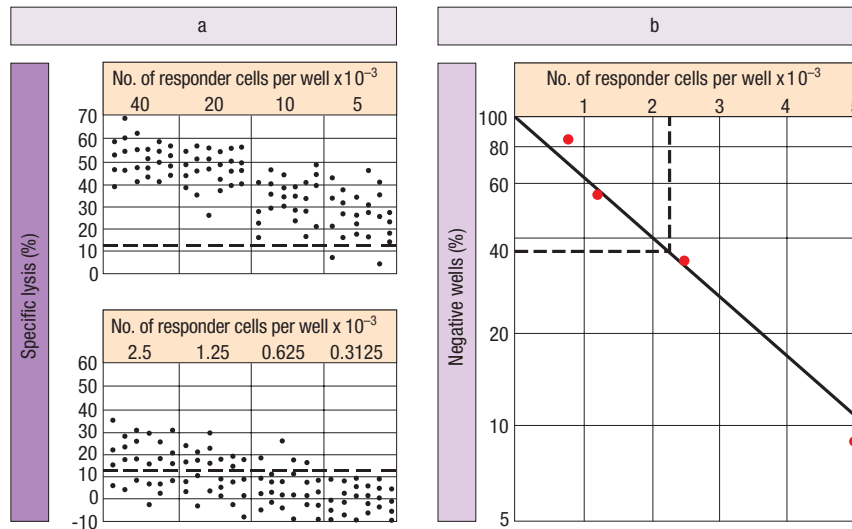 a
No. of responder cells per well x10⁻³
40 20 10 5
70
60
50
40
30
20
10
0
Specific lysis (%)
No. of responder cells per well x 10⁻³
2.5 1.25 0.625 0.3125
60
50
40
30
20
10
0
-10
b
No. of responder cells per well x10⁻³
1 2 3 4
100
80
60
40
20
10
5
Negative wells (%)